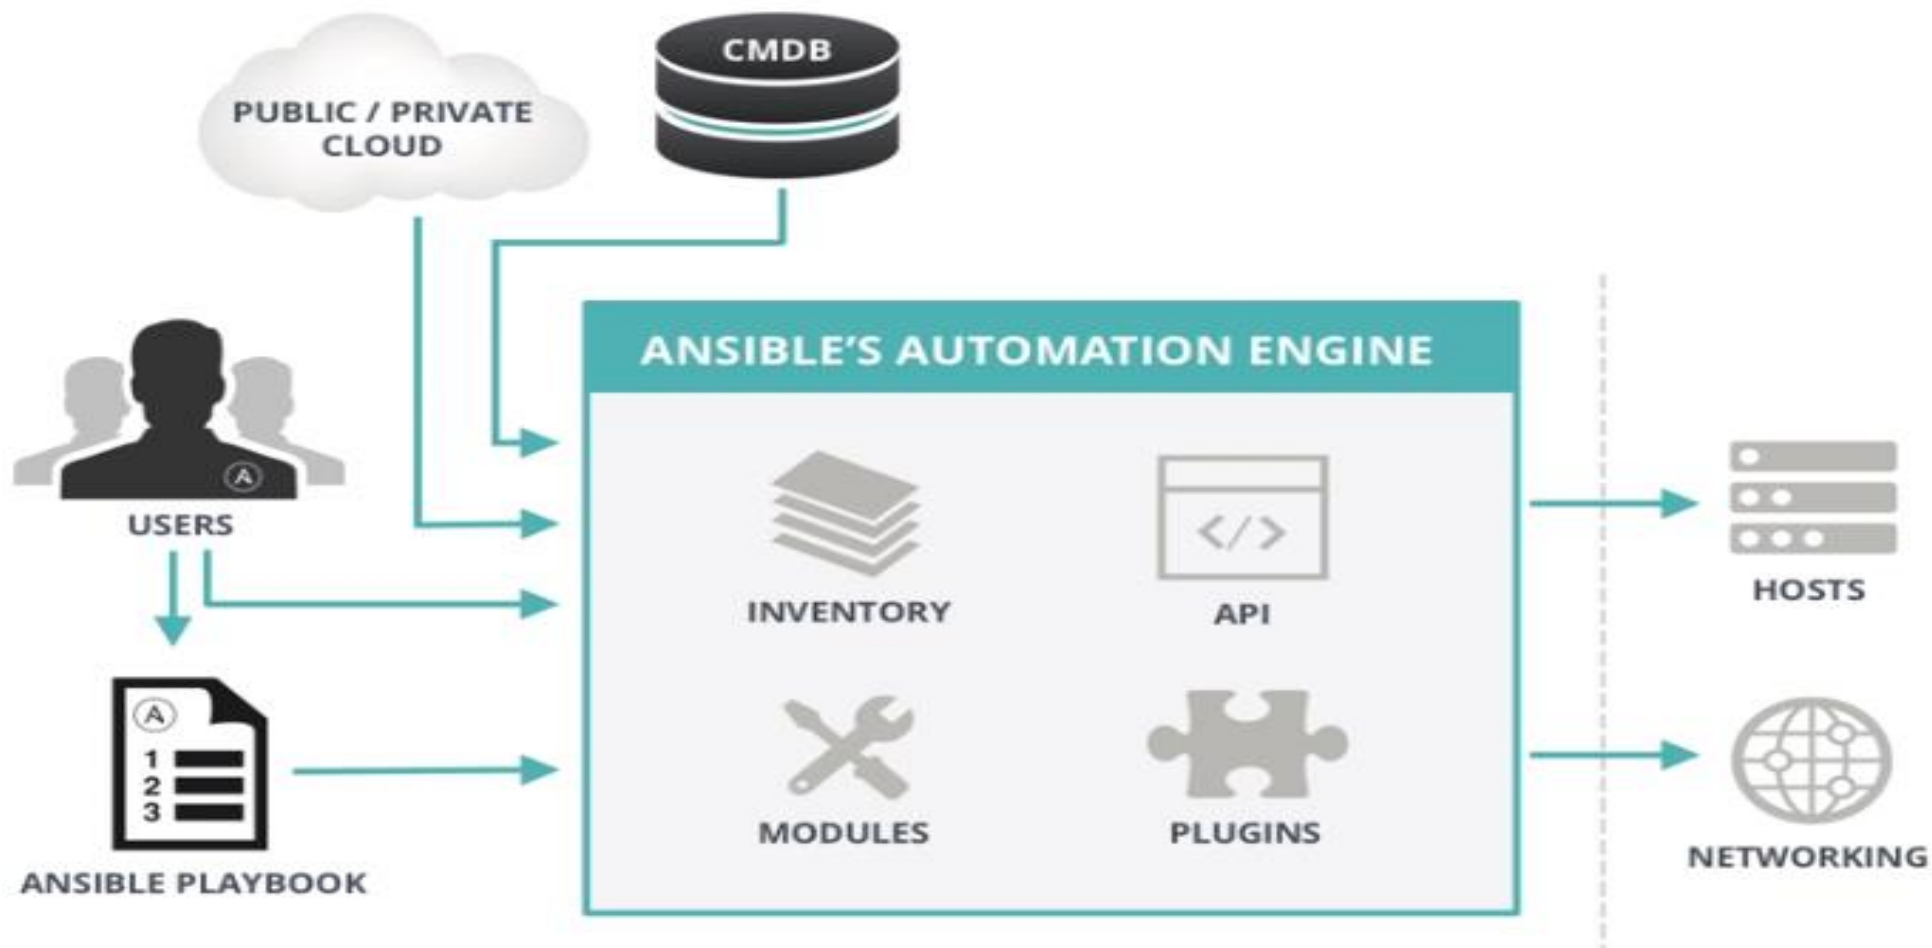 CMDB
PUBLIC / PRIVATE
CLOUD
ANSIBLE'S AUTOMATION ENGINE
A
USERS
INVENTORY
API
</>
HOSTS
A
1
2
3
MODULES
PLUGINS
NETWORKING
ANSIBLE PLAYBOOK